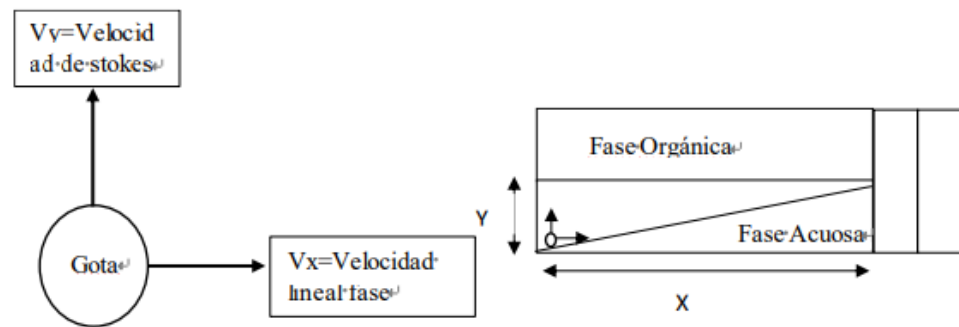 Vy=Velocid
ad de stokes
Gota
Vx=Velocidad
lineal fase
Fase Orgánica
Y
Fase Acuosa
X